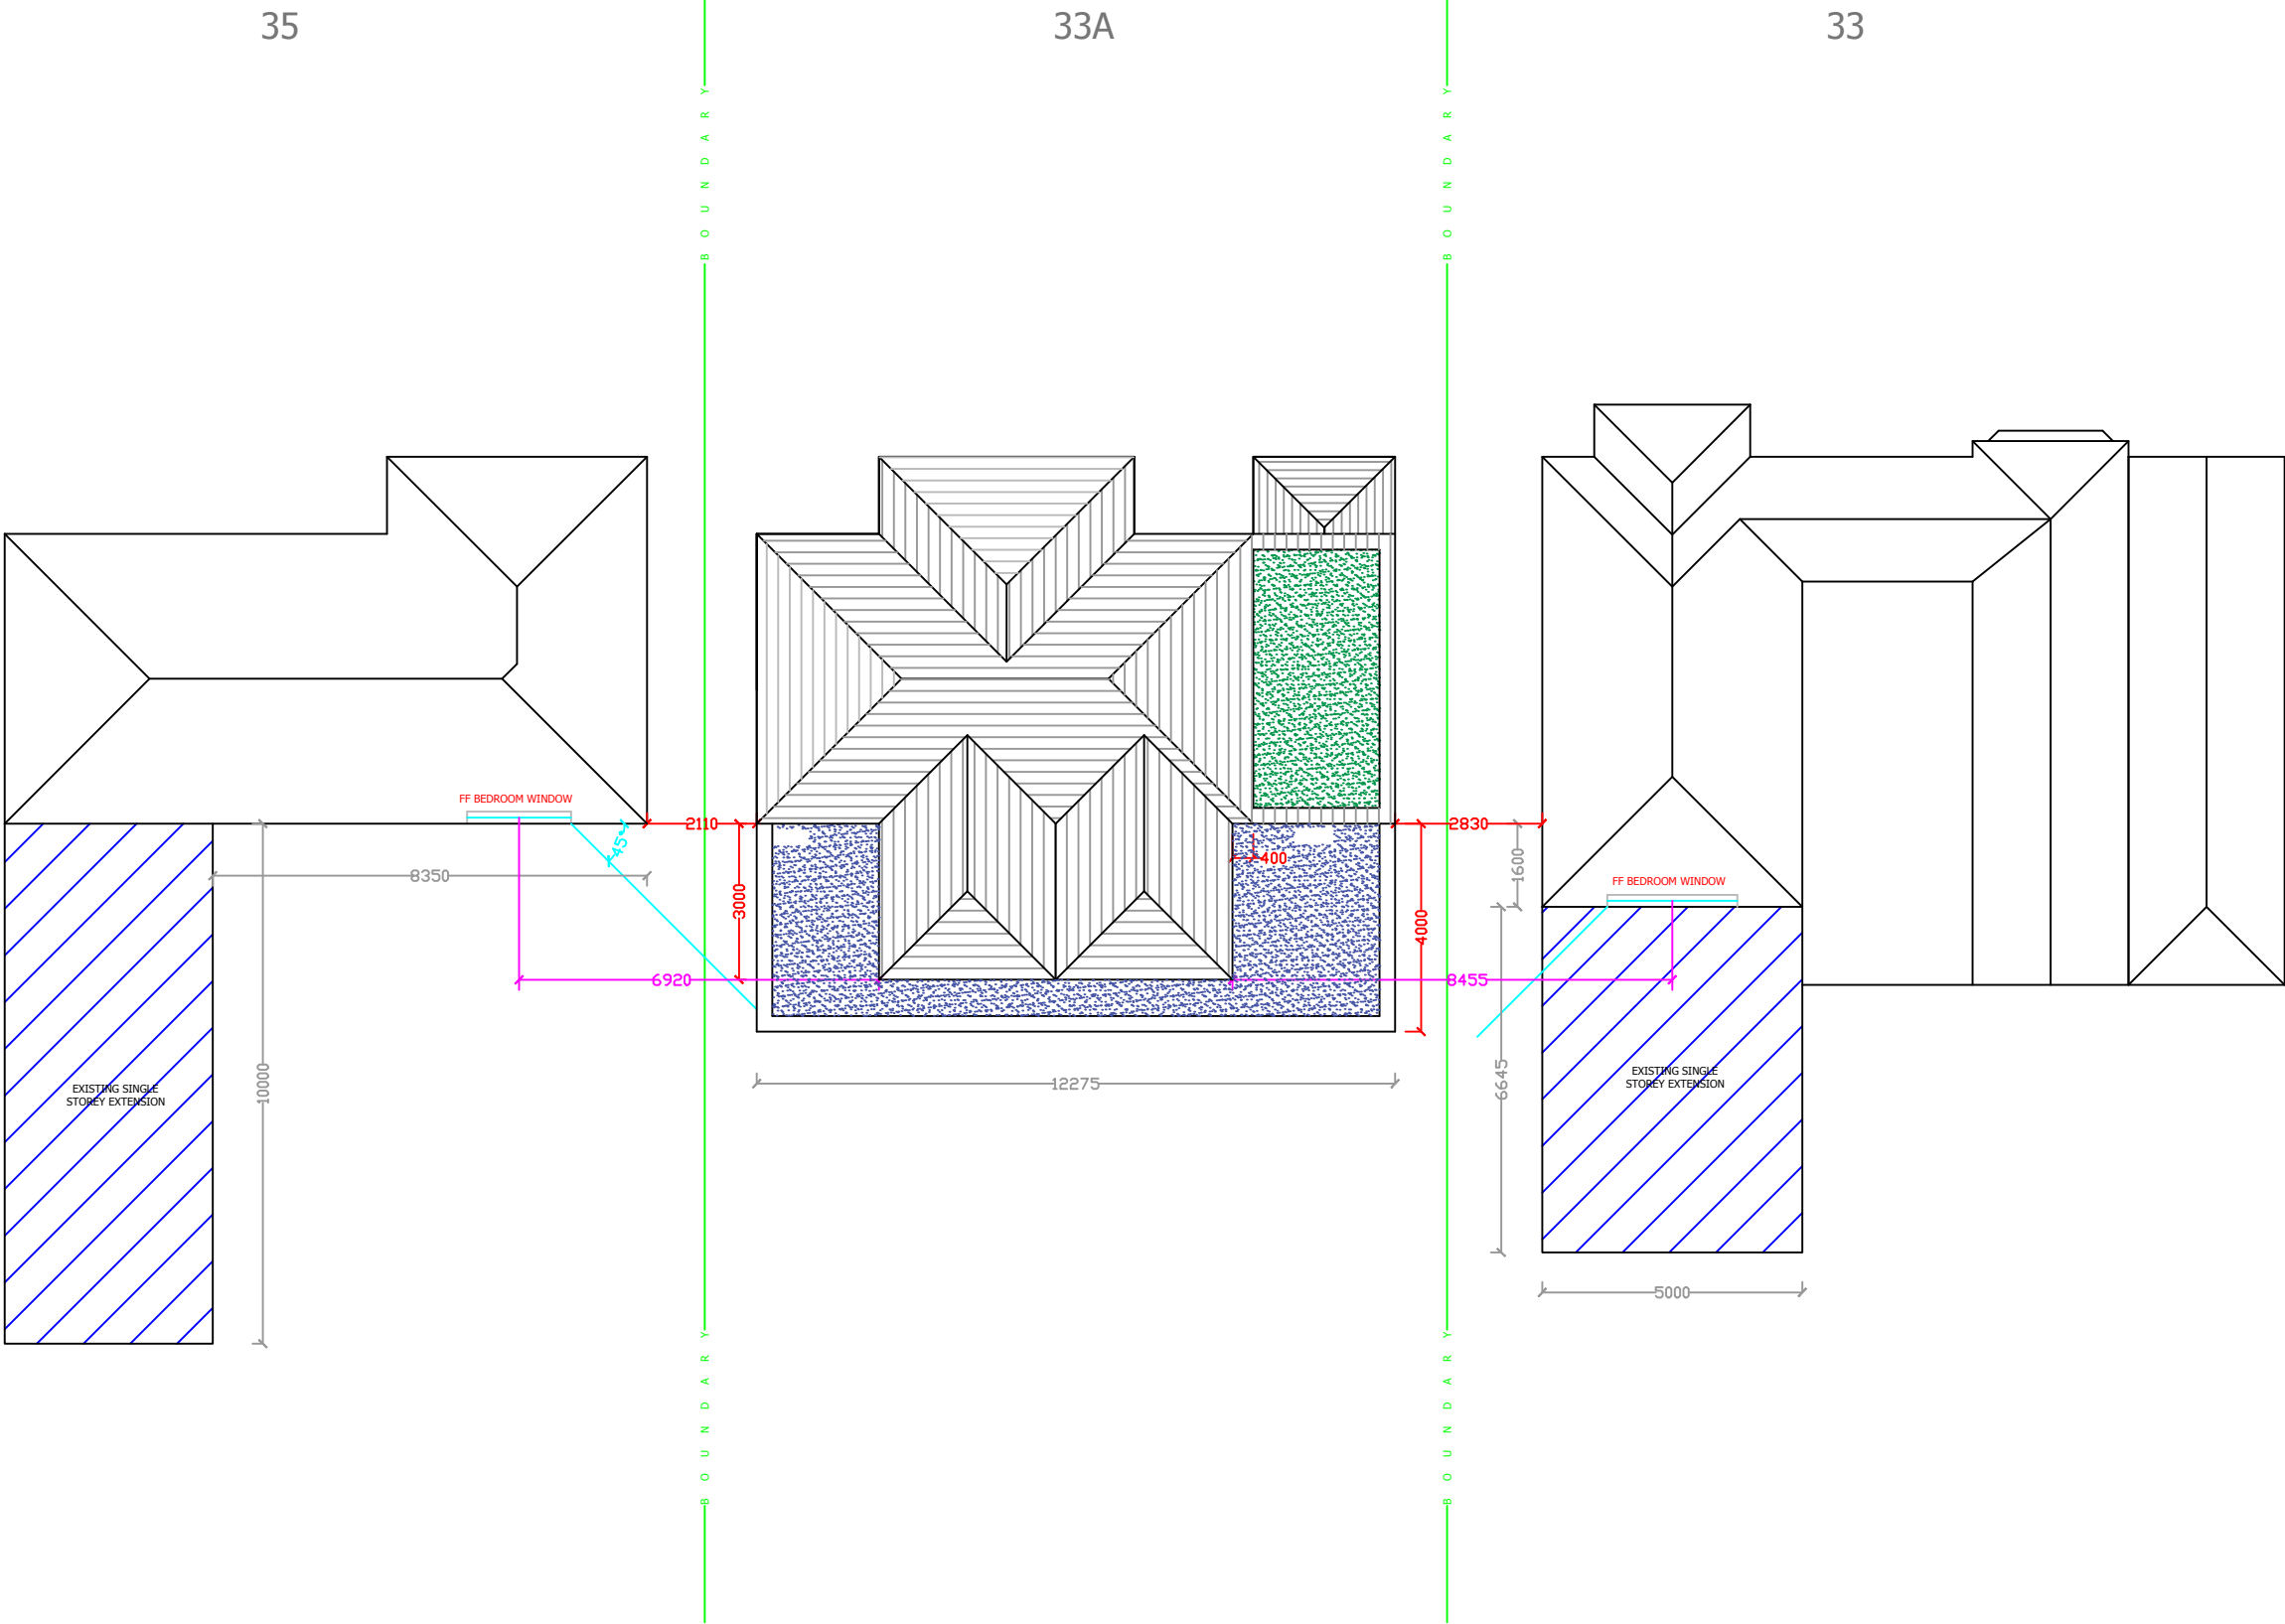 35
33A
33
BOUNDARY
BOUNDARY
FF BEDROOM WINDOW
2110
2830
45°
400
1600
8350
FF BEDROOM WINDOW
3000
4000
6920
8455
10000
12275
6645
EXISTING SINGLE
STOREY EXTENSION
EXISTING SINGLE
STOREY EXTENSION
5000
BOUNDARY
BOUNDARY